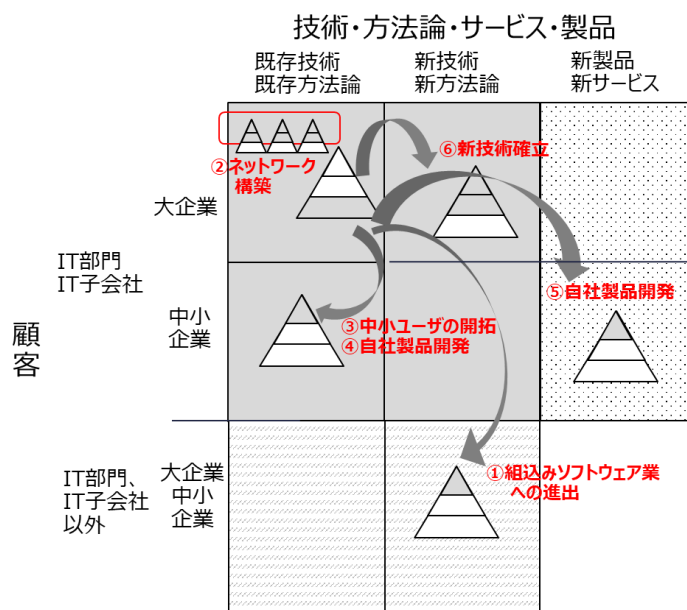 技術・方法論・サービス・製品
既存技術
既存方法論
新技術
新方法論
新製品
新サービス
②ネットワーク
構築
⑥新技術確立
大企業
IT部門
IT子会社
⑤自社製品開発
中小
企業
③中小ユーザの開拓
④自社製品開発
顧客
IT部門、
IT子会社
以外
大企業
中小
企業
①組込みソフトウェア業
への進出